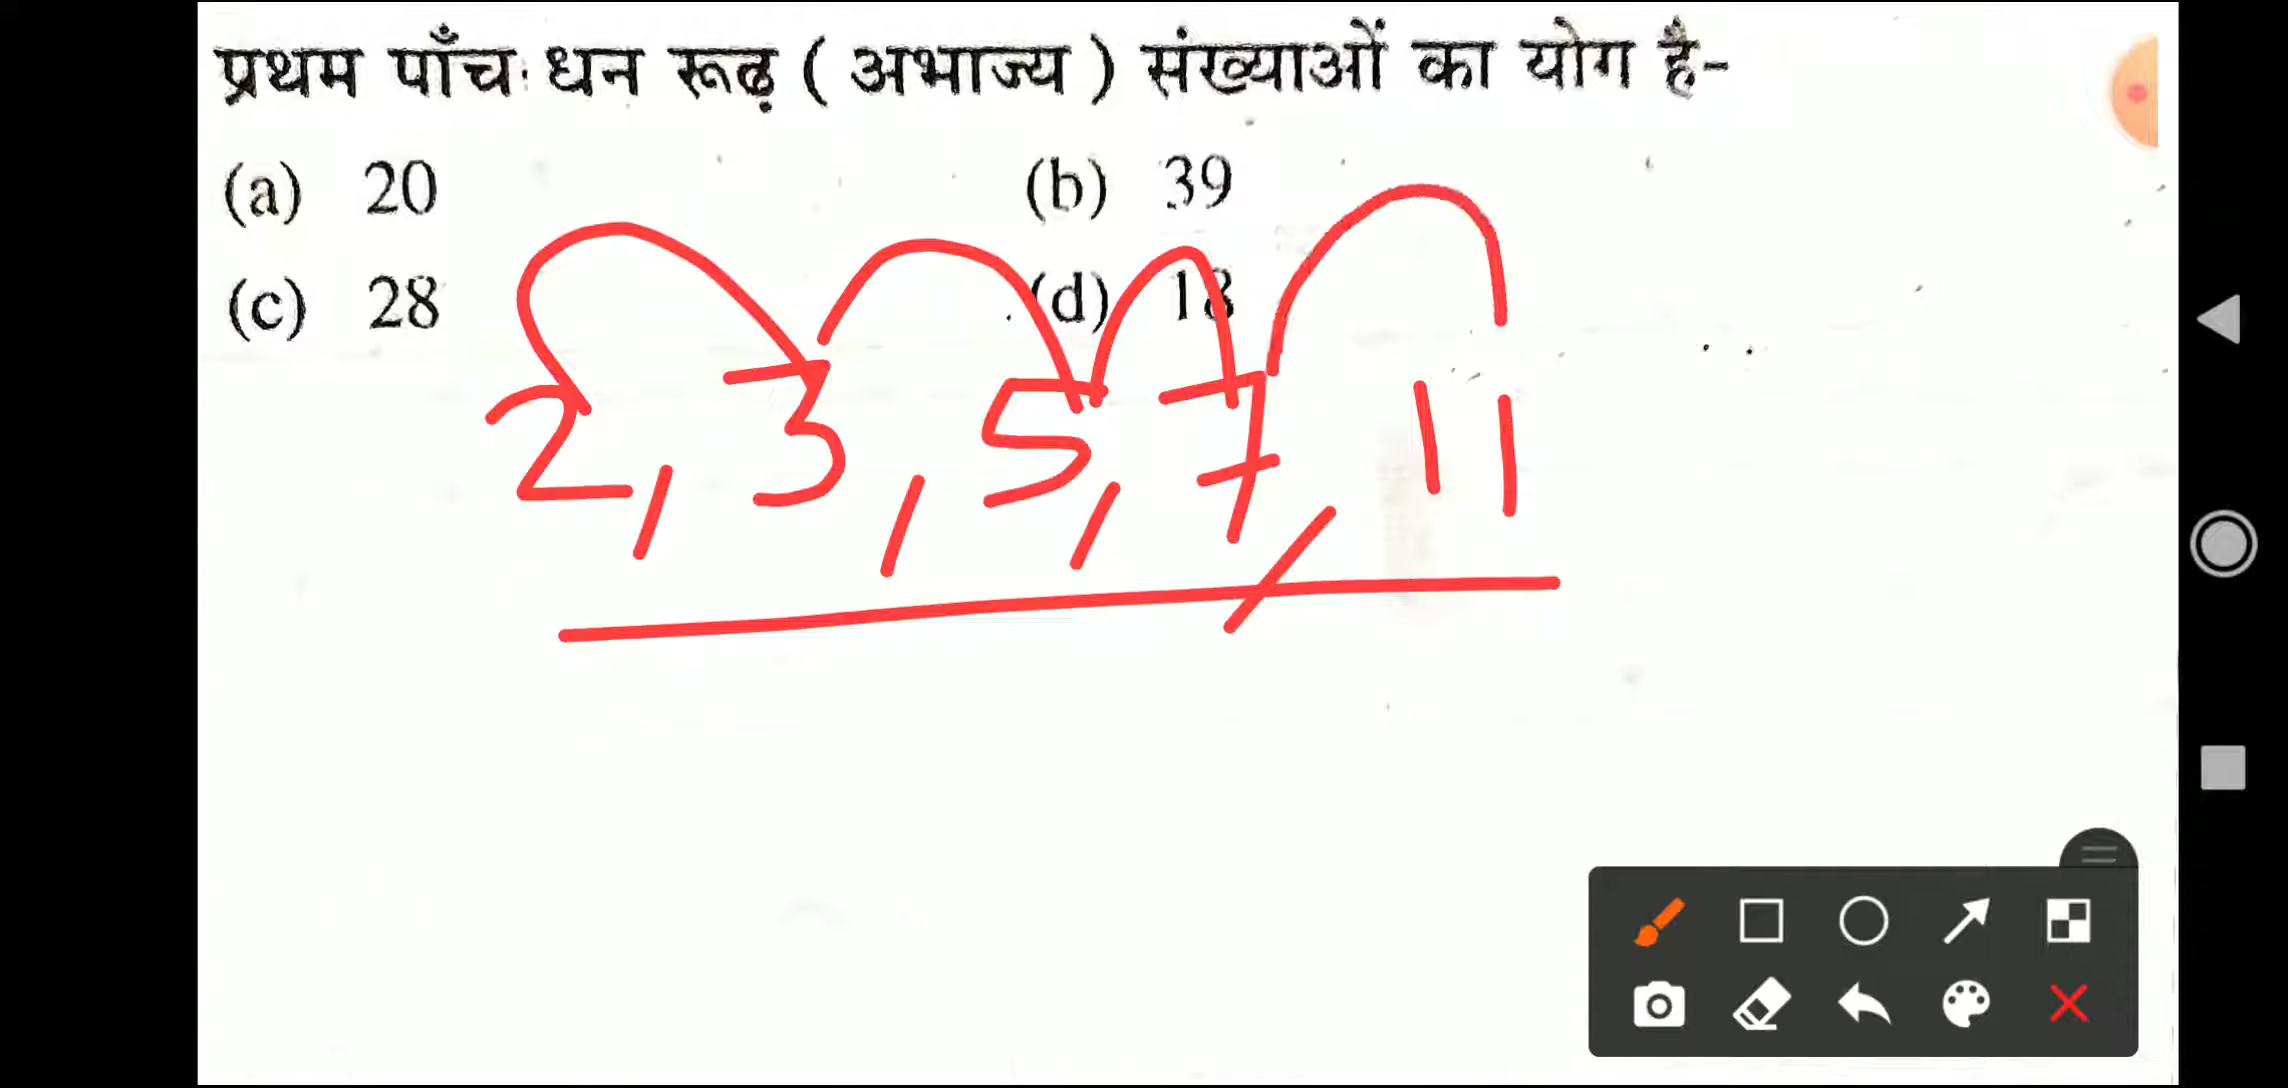 प्रथम पाँच धन रूढ़ ( अभाज्य ) संख्याओं का योग है-
(a) 20 (b) 39
(c) 28 (d) 18
2, 3, 5, 7, 11